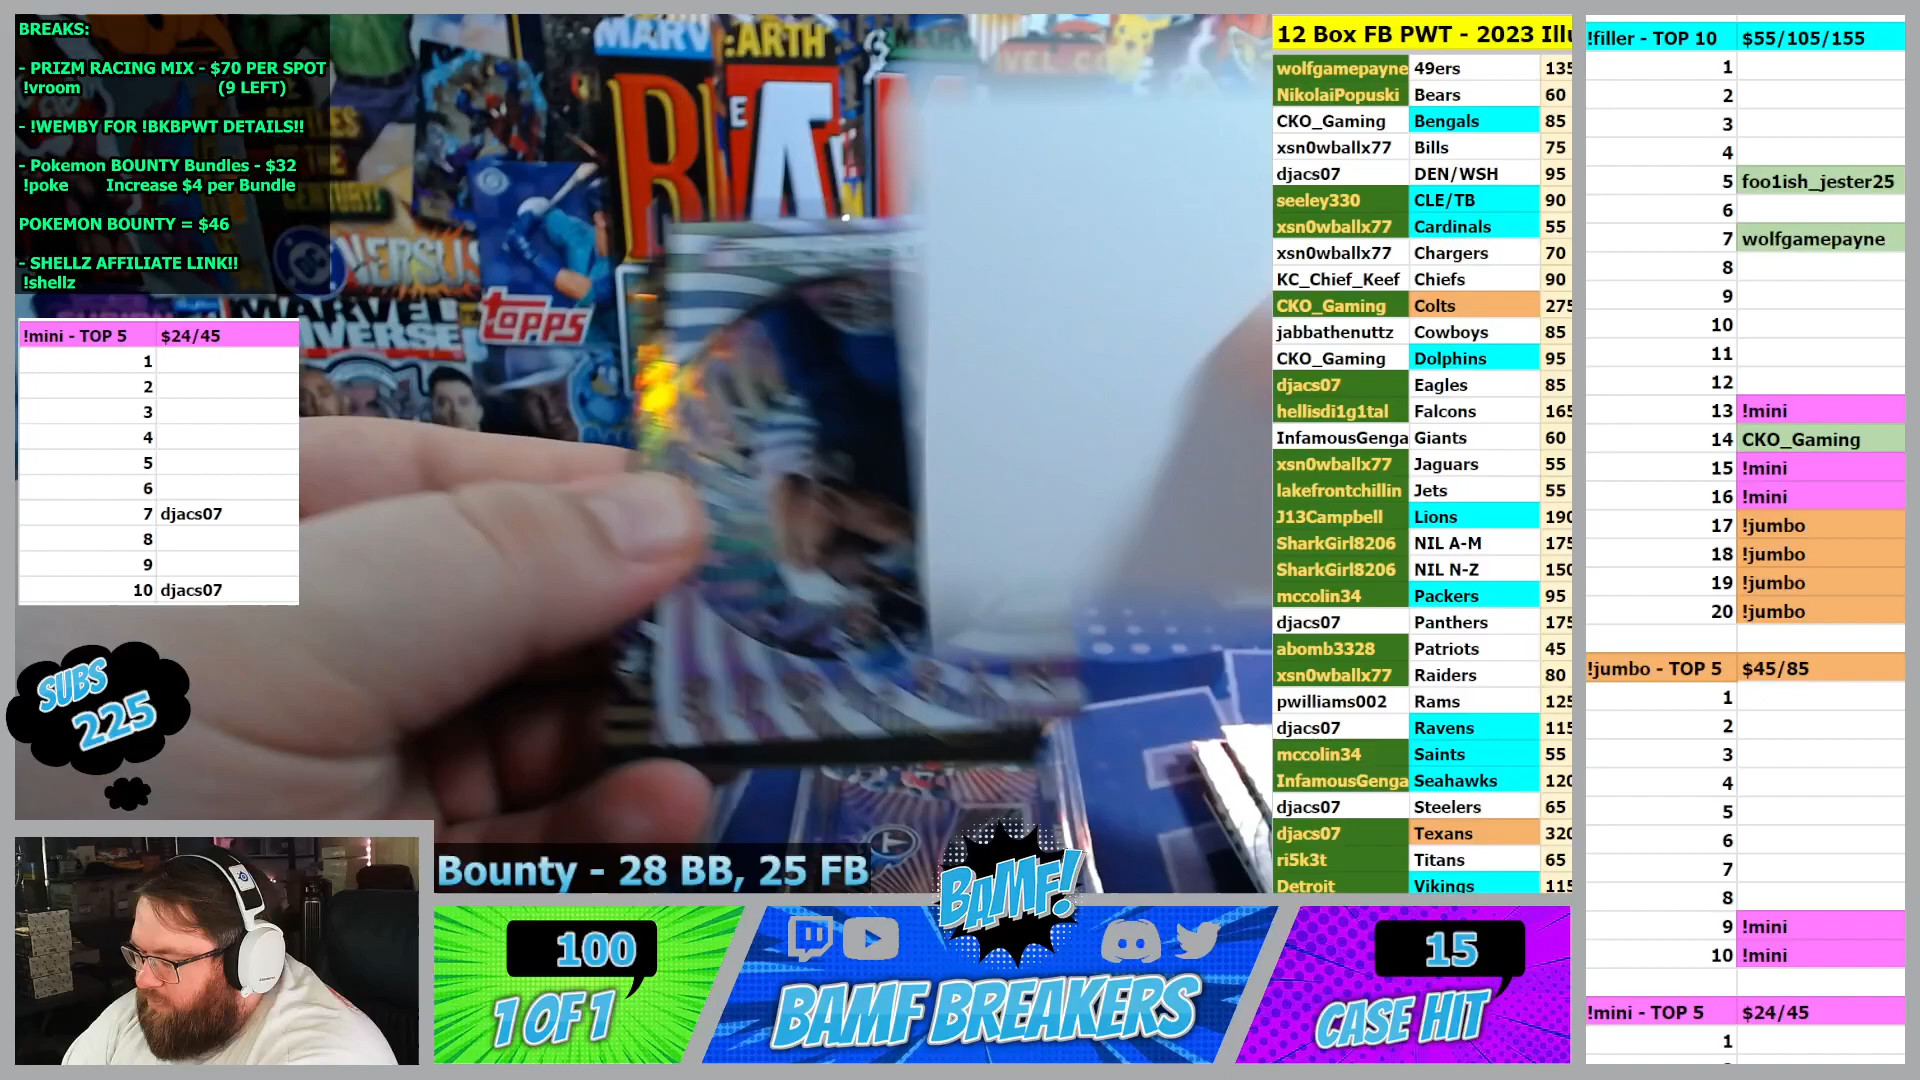 BREAKS:
- PRIZM RACING MIX - $70 PER SPOT
!vroom (9 LEFT)
- !WEMBY FOR !BKBPWT DETAILS!!
- Pokemon BOUNTY Bundles - $32
!poke Increase $4 per Bundle
POKEMON BOUNTY = $46
- SHELLZ AFFILIATE LINK!!
!shellz
!mini - TOP 5 $24/45
1
2
3
4
5
6
7 djacs07
8
9
10 djacs07
SUBS
225
MARV
:ARTH
topps
MARVEL
VERSUS
Bounty - 28 BB, 25 FB
BAMF!
100
1 OF 1
BAMF BREAKERS
15
CASE HIT
12 Box FB PWT - 2023 Illu
wolfgamepayne 49ers 135
NikolaiPopuski Bears 60
CKO_Gaming Bengals 85
xsn0wballx77 Bills 75
djacs07 DEN/WSH 95
seeley330 CLE/TB 90
xsn0wballx77 Cardinals 55
xsn0wballx77 Chargers 70
KC_Chief_Keef Chiefs 90
CKO_Gaming Colts 275
jabbathenuttz Cowboys 85
CKO_Gaming Dolphins 95
djacs07 Eagles 85
hellisdi1g1tal Falcons 165
InfamousGenga Giants 60
xsn0wballx77 Jaguars 55
lakefrontchillin Jets 55
J13Campbell Lions 190
SharkGirl8206 NIL A-M 175
SharkGirl8206 NIL N-Z 150
mccolin34 Packers 95
djacs07 Panthers 175
abomb3328 Patriots 45
xsn0wballx77 Raiders 80
pwilliams002 Rams 125
djacs07 Ravens 115
mccolin34 Saints 55
InfamousGenga Seahawks 120
djacs07 Steelers 65
djacs07 Texans 320
ri5k3t Titans 65
Detroit Vikings 115
!filler - TOP 10 $55/105/155
1
2
3
4
5 foo1ish_jester25
6
7 wolfgamepayne
8
9
10
11
12
13 !mini
14 CKO_Gaming
15 !mini
16 !mini
17 !jumbo
18 !jumbo
19 !jumbo
20 !jumbo
!jumbo - TOP 5 $45/85
1
2
3
4
5
6
7
8
9 !mini
10 !mini
!mini - TOP 5 $24/45
1